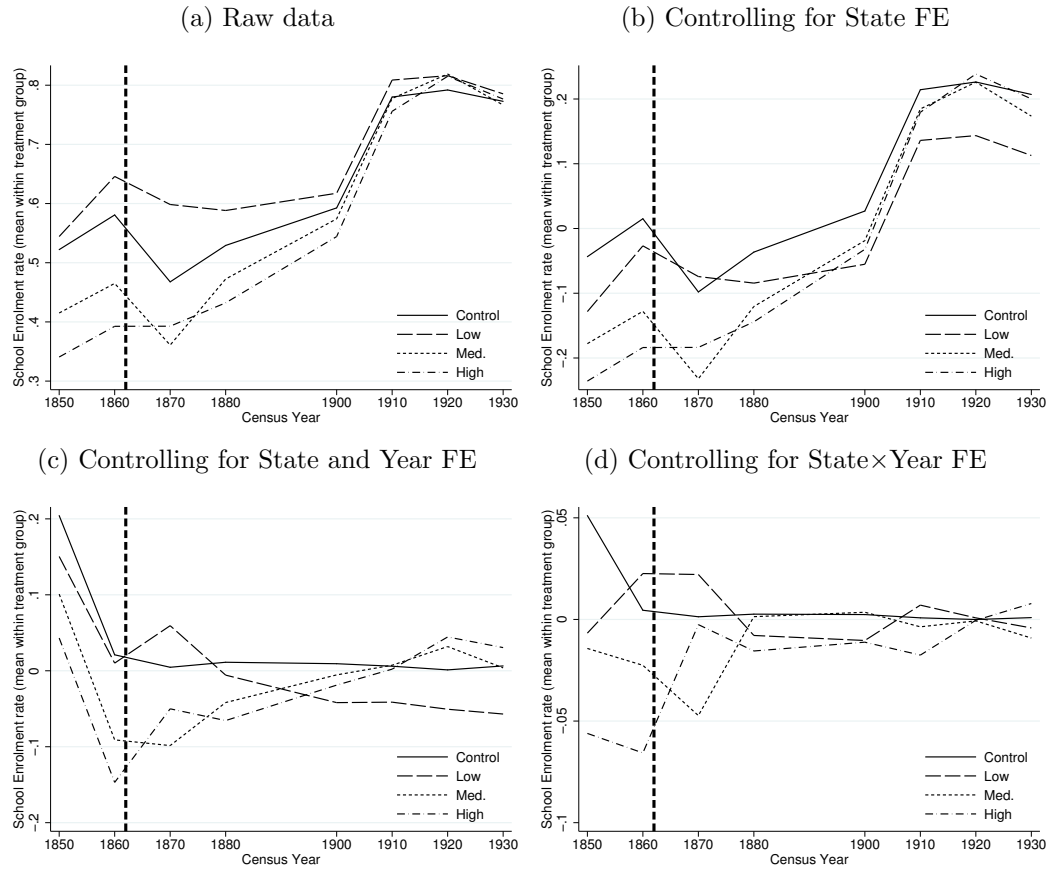 (a) Raw data
School Enrolment rate (mean within treatment group)
.8
.7
.6
.5
.4
.3
Control
Low
Med.
High
1850 1860 1870 1880 1900 1910 1920 1930
Census Year
(b) Controlling for State FE
School Enrolment rate (mean within treatment group)
.2
.1
0
-.1
-.2
Control
Low
Med.
High
1850 1860 1870 1880 1900 1910 1920 1930
Census Year
(c) Controlling for State and Year FE
School Enrolment rate (mean within treatment group)
.2
.1
0
-.1
-.2
Control
Low
Med.
High
1850 1860 1870 1880 1900 1910 1920 1930
Census Year
(d) Controlling for State×Year FE
School Enrolment rate (mean within treatment group)
.05
0
-.05
-.1
Control
Low
Med.
High
1850 1860 1870 1880 1900 1910 1920 1930
Census Year